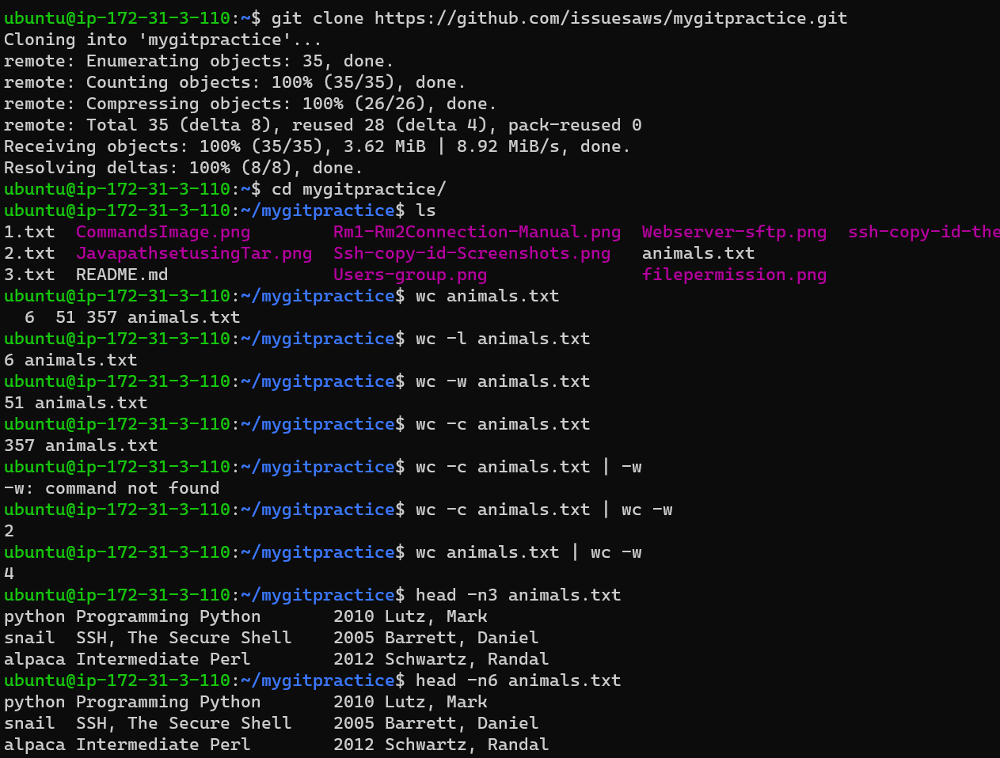 ubuntu@ip-172-31-3-110:~$ git clone https://github.com/issuesaws/mygitpractice.git
Cloning into 'mygitpractice'...
remote: Enumerating objects: 35, done.
remote: Counting objects: 100% (35/35), done.
remote: Compressing objects: 100% (26/26), done.
remote: Total 35 (delta 8), reused 28 (delta 4), pack-reused 0
Receiving objects: 100% (35/35), 3.62 MiB | 8.92 MiB/s, done.
Resolving deltas: 100% (8/8), done.
ubuntu@ip-172-31-3-110:~$ cd mygitpractice/
ubuntu@ip-172-31-3-110:~/mygitpractice$ ls
1.txt  CommandsImage.png        Rm1-Rm2Connection-Manual.png  Webserver-sftp.png  ssh-copy-id-the
2.txt  JavapathsetusingTar.png  Ssh-copy-id-Screenshots.png   animals.txt
3.txt  README.md                Users-group.png               filepermission.png
ubuntu@ip-172-31-3-110:~/mygitpractice$ wc animals.txt
  6  51 357 animals.txt
ubuntu@ip-172-31-3-110:~/mygitpractice$ wc -l animals.txt
6 animals.txt
ubuntu@ip-172-31-3-110:~/mygitpractice$ wc -w animals.txt
51 animals.txt
ubuntu@ip-172-31-3-110:~/mygitpractice$ wc -c animals.txt
357 animals.txt
ubuntu@ip-172-31-3-110:~/mygitpractice$ wc -c animals.txt | -w
-w: command not found
ubuntu@ip-172-31-3-110:~/mygitpractice$ wc -c animals.txt | wc -w
2
ubuntu@ip-172-31-3-110:~/mygitpractice$ wc animals.txt | wc -w
4
ubuntu@ip-172-31-3-110:~/mygitpractice$ head -n3 animals.txt
python Programming Python       2010 Lutz, Mark
snail  SSH, The Secure Shell    2005 Barrett, Daniel
alpaca Intermediate Perl        2012 Schwartz, Randal
ubuntu@ip-172-31-3-110:~/mygitpractice$ head -n6 animals.txt
python Programming Python       2010 Lutz, Mark
snail  SSH, The Secure Shell    2005 Barrett, Daniel
alpaca Intermediate Perl        2012 Schwartz, Randal